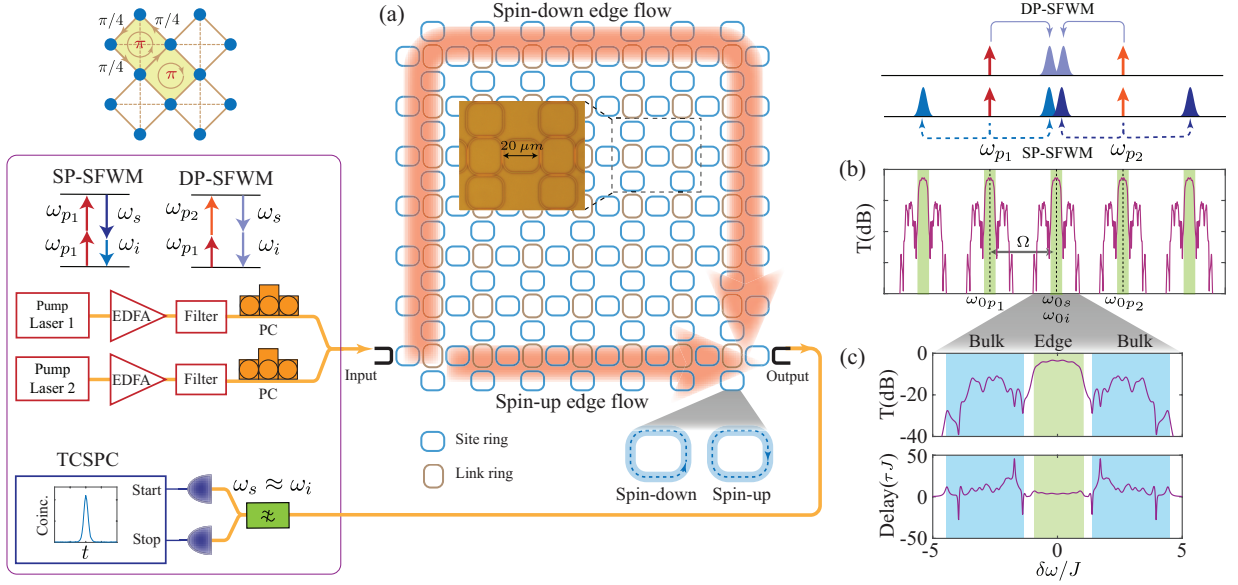 π/4
π/4
π/4
π
π
SP-SFWM
DP-SFWM
ω_{p_1}
ω_s
ω_{p_2}
ω_s
ω_{p_1}
ω_i
ω_{p_1}
ω_i
Pump
Laser 1
EDFA
Filter
PC
Pump
Laser 2
EDFA
Filter
PC
TCSPC
Coinc.
t
Start
Stop
ω_s ≈ ω_i
(a)
Spin-down edge flow
20 μm
Input
Output
Spin-up edge flow
Site ring
Link ring
Spin-down
Spin-up
DP-SFWM
ω_{p_1}
SP-SFWM
ω_{p_2}
(b)
T(dB)
Ω
ω_{0p_1}
ω_{0s}
ω_{0i}
ω_{0p_2}
(c)
Bulk
Edge
Bulk
T(dB)
0
-20
-40
Delay(τJ)
50
0
-50
-5
0
5
δω/J